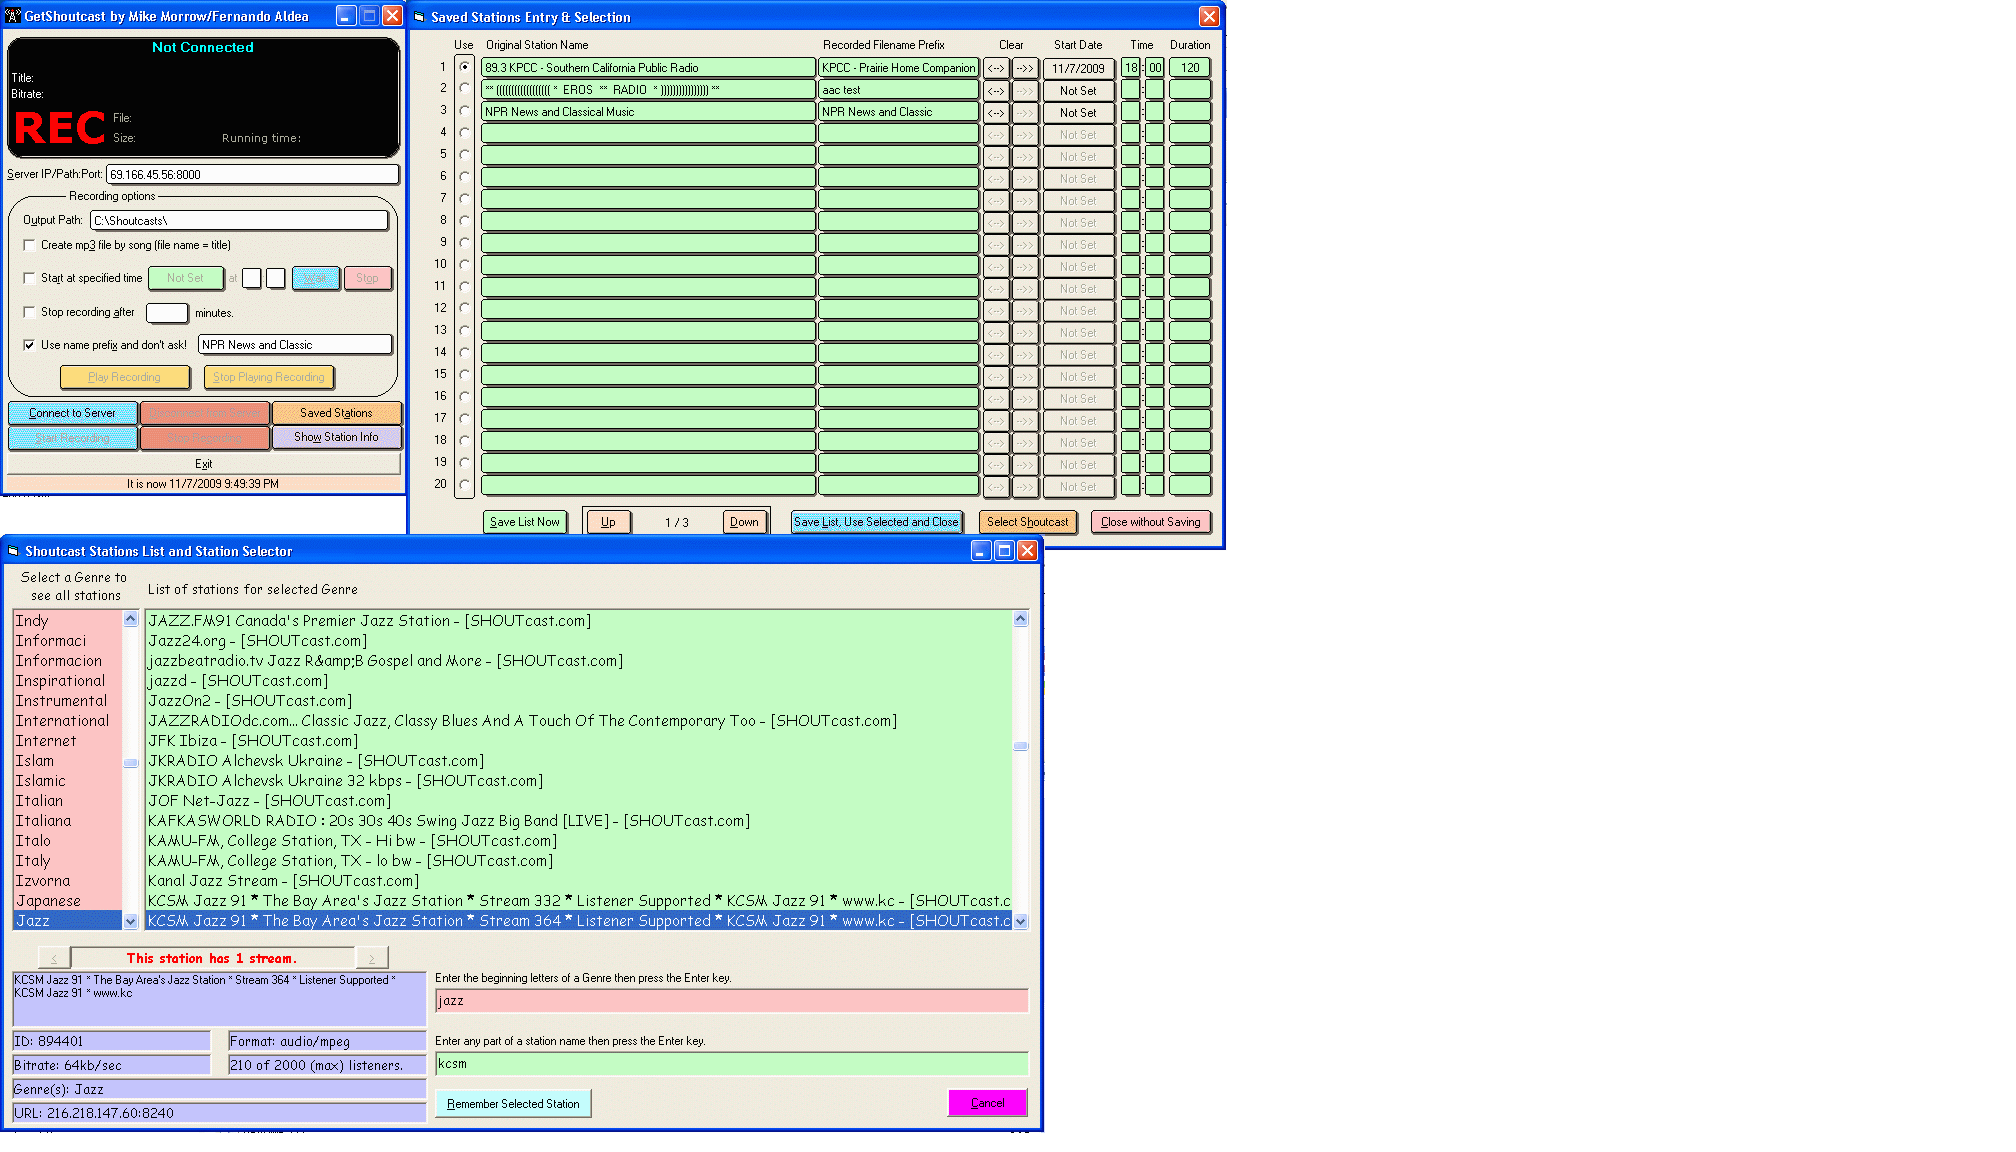 GetShoutcast by Mike Morrow/Fernando Aldea
Not Connected
Title:
Bitrate:
REC
File:
Size: Running time:
Server IP/Path:Port: 69.166.45.56:8000
Recording options
Output Path: C:\Shoutcasts\
Create mp3 file by song (file name = title)
Start at specified time Not Set at : Stop
Stop recording after minutes.
Use name prefix and don't ask! NPR News and Classic
Play Recording Stop Playing Recording
Connect to Server Saved Stations
Start Recording Show Station Info
Exit
It is now 11/7/2009 9:49:39 PM
Saved Stations Entry & Selection
Use Original Station Name Recorded Filename Prefix Clear Start Date Time Duration
1 89.3 KPCC - Southern California Public Radio KPCC - Prairie Home Companion <--> -->> 11/7/2009 18 : 00 120
2 ** (((((((((((((((((( * EROS ** RADIO * )))))))))))))))) ** aac test <--> -->> Not Set :
3 NPR News and Classical Music NPR News and Classic <--> -->> Not Set :
4 <--> -->> Not Set :
5 <--> -->> Not Set :
6 <--> -->> Not Set :
7 <--> -->> Not Set :
8 <--> -->> Not Set :
9 <--> -->> Not Set :
10 <--> -->> Not Set :
11 <--> -->> Not Set :
12 <--> -->> Not Set :
13 <--> -->> Not Set :
14 <--> -->> Not Set :
15 <--> -->> Not Set :
16 <--> -->> Not Set :
17 <--> -->> Not Set :
18 <--> -->> Not Set :
19 <--> -->> Not Set :
20 <--> -->> Not Set :
Save List Now Up 1 / 3 Down Save List, Use Selected and Close Select Shoutcast Close without Saving
Shoutcast Stations List and Station Selector
Select a Genre to
see all stations
List of stations for selected Genre
Indy
Informaci
Informacion
Inspirational
Instrumental
International
Internet
Islam
Islamic
Italian
Italiana
Italo
Italy
Izvorna
Japanese
Jazz
JAZZ.FM91 Canada's Premier Jazz Station - [SHOUTcast.com]
Jazz24.org - [SHOUTcast.com]
jazzbeatradio.tv Jazz R&amp;B Gospel and More - [SHOUTcast.com]
jazzd - [SHOUTcast.com]
JazzOn2 - [SHOUTcast.com]
JAZZRADIOdc.com... Classic Jazz, Classy Blues And A Touch Of The Contemporary Too - [SHOUTcast.com]
JFK Ibiza - [SHOUTcast.com]
JKRADIO Alchevsk Ukraine - [SHOUTcast.com]
JKRADIO Alchevsk Ukraine 32 kbps - [SHOUTcast.com]
JOF Net-Jazz - [SHOUTcast.com]
KAFKASWORLD RADIO : 20s 30s 40s Swing Jazz Big Band [LIVE] - [SHOUTcast.com]
KAMU-FM, College Station, TX - Hi bw - [SHOUTcast.com]
KAMU-FM, College Station, TX - lo bw - [SHOUTcast.com]
Kanal Jazz Stream - [SHOUTcast.com]
KCSM Jazz 91 * The Bay Area's Jazz Station * Stream 332 * Listener Supported * KCSM Jazz 91 * www.kc - [SHOUTcast.c
KCSM Jazz 91 * The Bay Area's Jazz Station * Stream 364 * Listener Supported * KCSM Jazz 91 * www.kc - [SHOUTcast.c
< This station has 1 stream. >
KCSM Jazz 91 * The Bay Area's Jazz Station * Stream 364 * Listener Supported *
KCSM Jazz 91 * www.kc
ID: 894401 Format: audio/mpeg
Bitrate: 64kb/sec 210 of 2000 (max) listeners.
Genre(s): Jazz
URL: 216.218.147.60:8240
Enter the beginning letters of a Genre then press the Enter key.
jazz
Enter any part of a station name then press the Enter key.
kcsm
Remember Selected Station Cancel